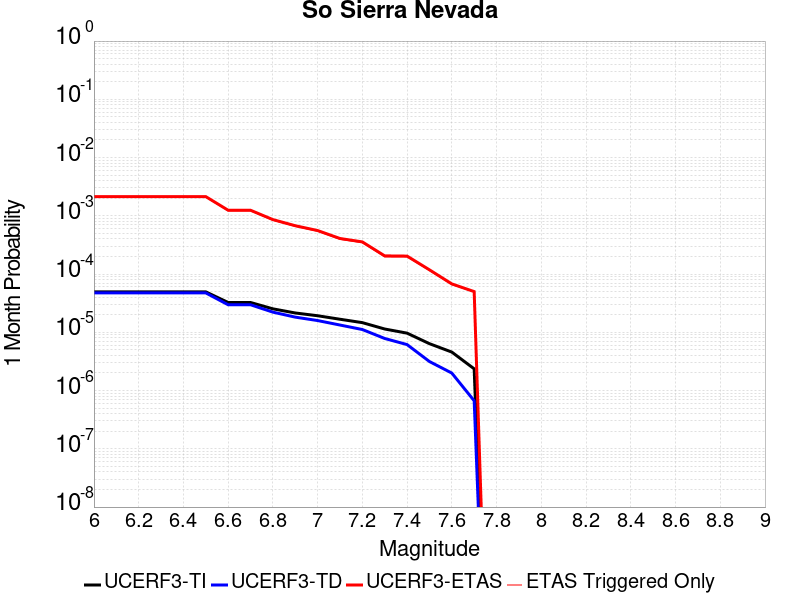 So Sierra Nevada
10^0
10^-1
10^-2
10^-3
10^-4
10^-5
10^-6
10^-7
10^-8
1 Month Probability
6 6.2 6.4 6.6 6.8 7 7.2 7.4 7.6 7.8 8 8.2 8.4 8.6 8.8 9
Magnitude
UCERF3-TI UCERF3-TD UCERF3-ETAS ETAS Triggered Only